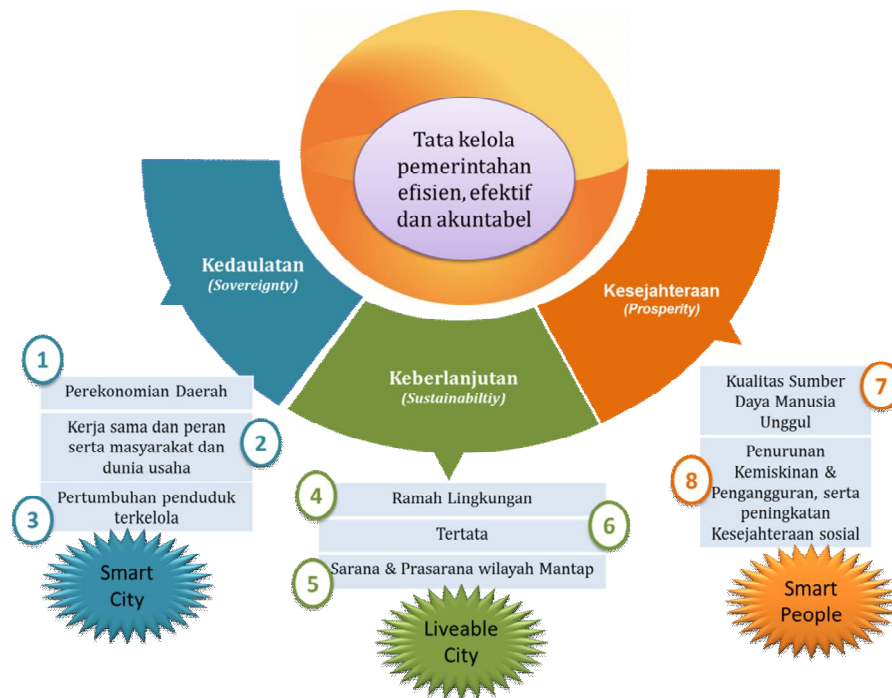 Tata kelola
pemerintahan
efisien, efektif
dan akuntabel
Kedaulatan
(Sovereignty)
Keberlanjutan
(Sustainabiltiy)
Kesejahteraan
(Prosperity)
1
Perekonomian Daerah
Kerja sama dan peran
serta masyarakat dan
dunia usaha
2
3
Pertumbuhan penduduk
terkelola
Smart
City
4
Ramah Lingkungan
Tertata
6
5
Sarana & Prasarana wilayah Mantap
Liveable
City
Kualitas Sumber
Daya Manusia
Unggul
7
8
Penurunan
Kemiskinan &
Pengangguran, serta
peningkatan
Kesejahteraan sosial
Smart
People